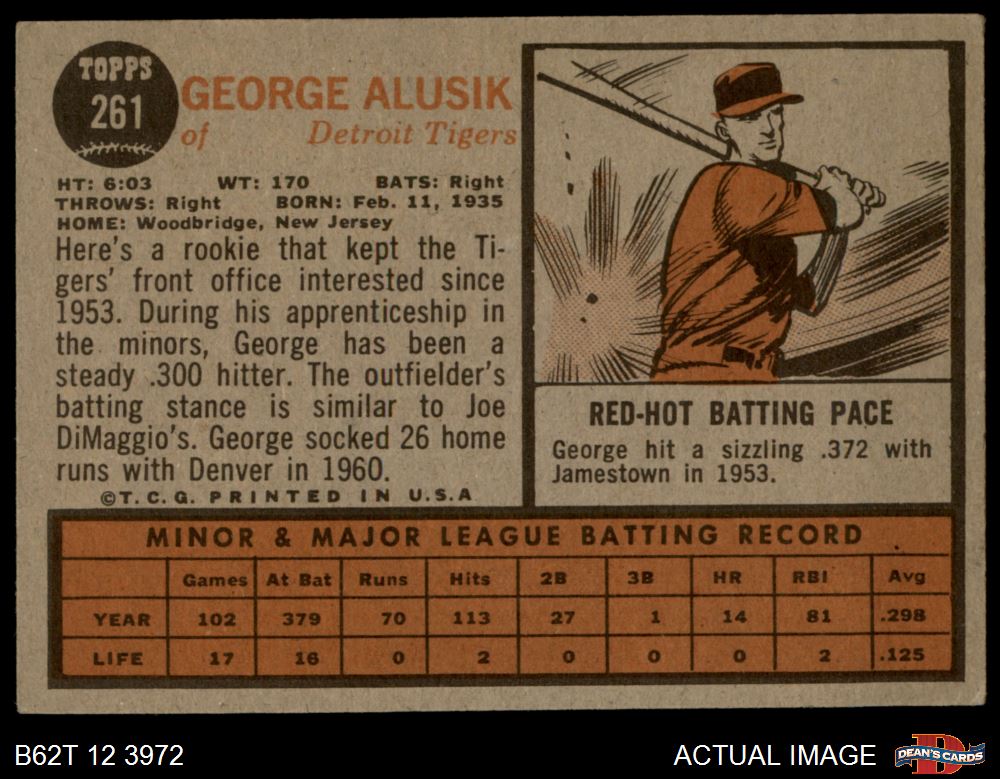 TOPPS
261
GEORGE ALUSIK
of Detroit Tigers
HT: 6:03 WT: 170 BATS: Right
THROWS: Right BORN: Feb. 11, 1935
HOME: Woodbridge, New Jersey
Here's a rookie that kept the Ti-
gers' front office interested since
1953. During his apprenticeship in
the minors, George has been a
steady .300 hitter. The outfielder's
batting stance is similar to Joe
DiMaggio's. George socked 26 home
runs with Denver in 1960.
©T.C.G. PRINTED IN U.S.A
RED-HOT BATTING PACE
George hit a sizzling .372 with
Jamestown in 1953.
MINOR & MAJOR LEAGUE BATTING RECORD
Games At Bat Runs Hits 2B 3B HR RBI Avg
YEAR 102 379 70 113 27 1 14 81 .298
LIFE 17 16 0 2 0 0 0 2 .125
B62T 12 3972
ACTUAL IMAGE
D
DEAN'S CARDS